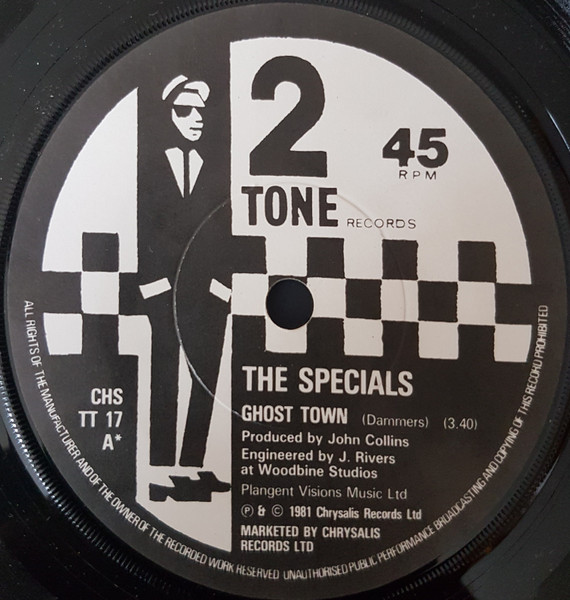 2
45
RPM
TONE RECORDS
THE SPECIALS
GHOST TOWN (Dammers) (3.40)
Produced by John Collins
Engineered by J. Rivers
at Woodbine Studios
Plangent Visions Music Ltd
Ⓟ & © 1981 Chrysalis Records Ltd
MARKETED BY CHRYSALIS
RECORDS LTD
CHS
TT 17
A*
ALL RIGHTS OF THE MANUFACTURER AND OF THE OWNER OF THE RECORDED WORK RESERVED UNAUTHORISED PUBLIC PERFORMANCE BROADCASTING AND COPYING OF THIS RECORD PROHIBITED